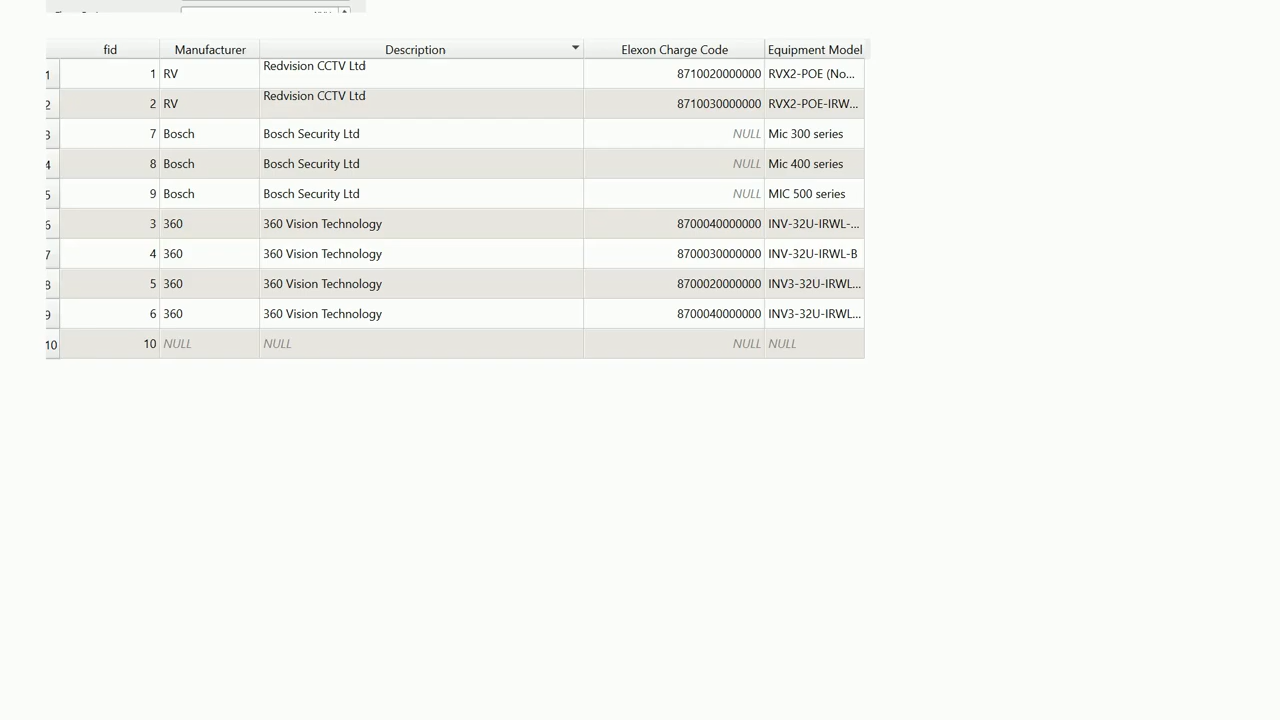 fid Manufacturer Description Elexon Charge Code Equipment Model
1 1 RV Redvision CCTV Ltd 8710020000000 RVX2-POE (No...
2 2 RV Redvision CCTV Ltd 8710030000000 RVX2-POE-IRW...
3 7 Bosch Bosch Security Ltd NULL Mic 300 series
4 8 Bosch Bosch Security Ltd NULL Mic 400 series
5 9 Bosch Bosch Security Ltd NULL MIC 500 series
6 3 360 360 Vision Technology 8700040000000 INV-32U-IRWL-...
7 4 360 360 Vision Technology 8700030000000 INV-32U-IRWL-B
8 5 360 360 Vision Technology 8700020000000 INV3-32U-IRWL...
9 6 360 360 Vision Technology 8700040000000 INV3-32U-IRWL...
10 10 NULL NULL NULL NULL